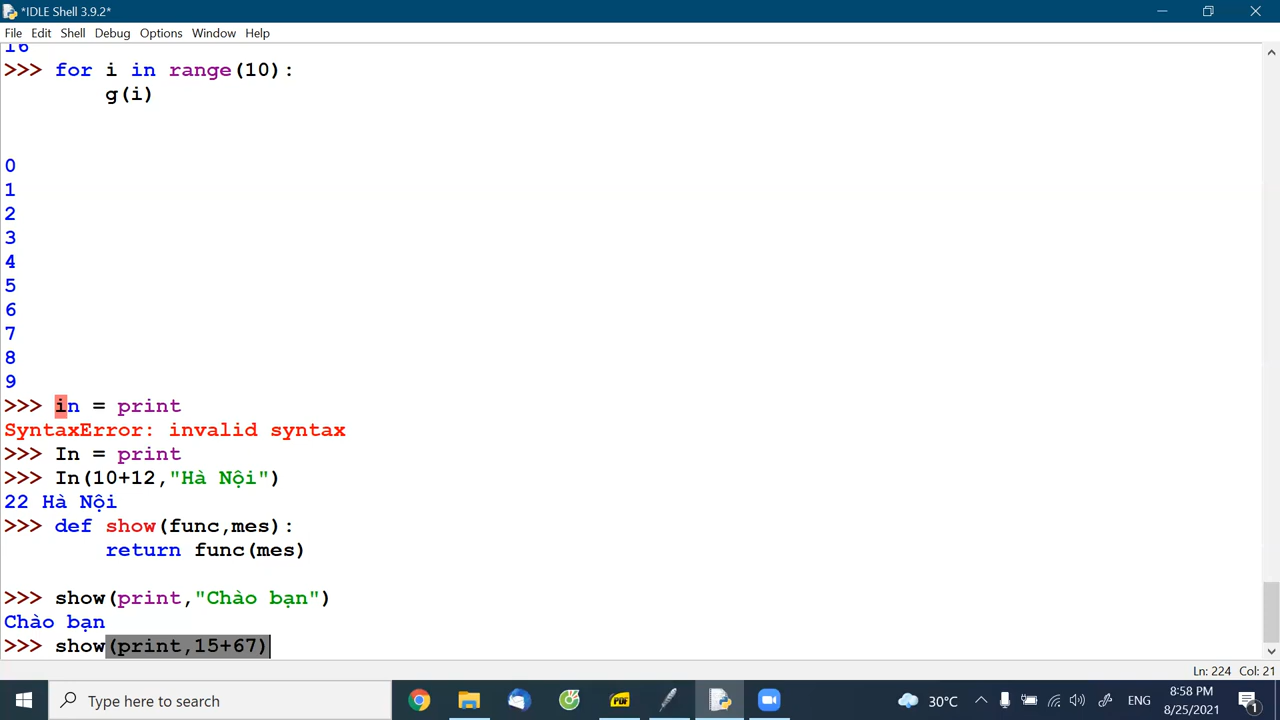 *IDLE Shell 3.9.2*
File Edit Shell Debug Options Window Help
16
>>> for i in range(10):
g(i)
0
1
2
3
4
5
6
7
8
9
>>> in = print
SyntaxError: invalid syntax
>>> In = print
>>> In(10+12,"Hà Nội")
22 Hà Nội
>>> def show(func,mes):
return func(mes)
>>> show(print,"Chào bạn")
Chào bạn
>>> show(print,15+67)
Ln: 224 Col: 21
Type here to search
PDF
30°C
ENG
8:58 PM
8/25/2021
1